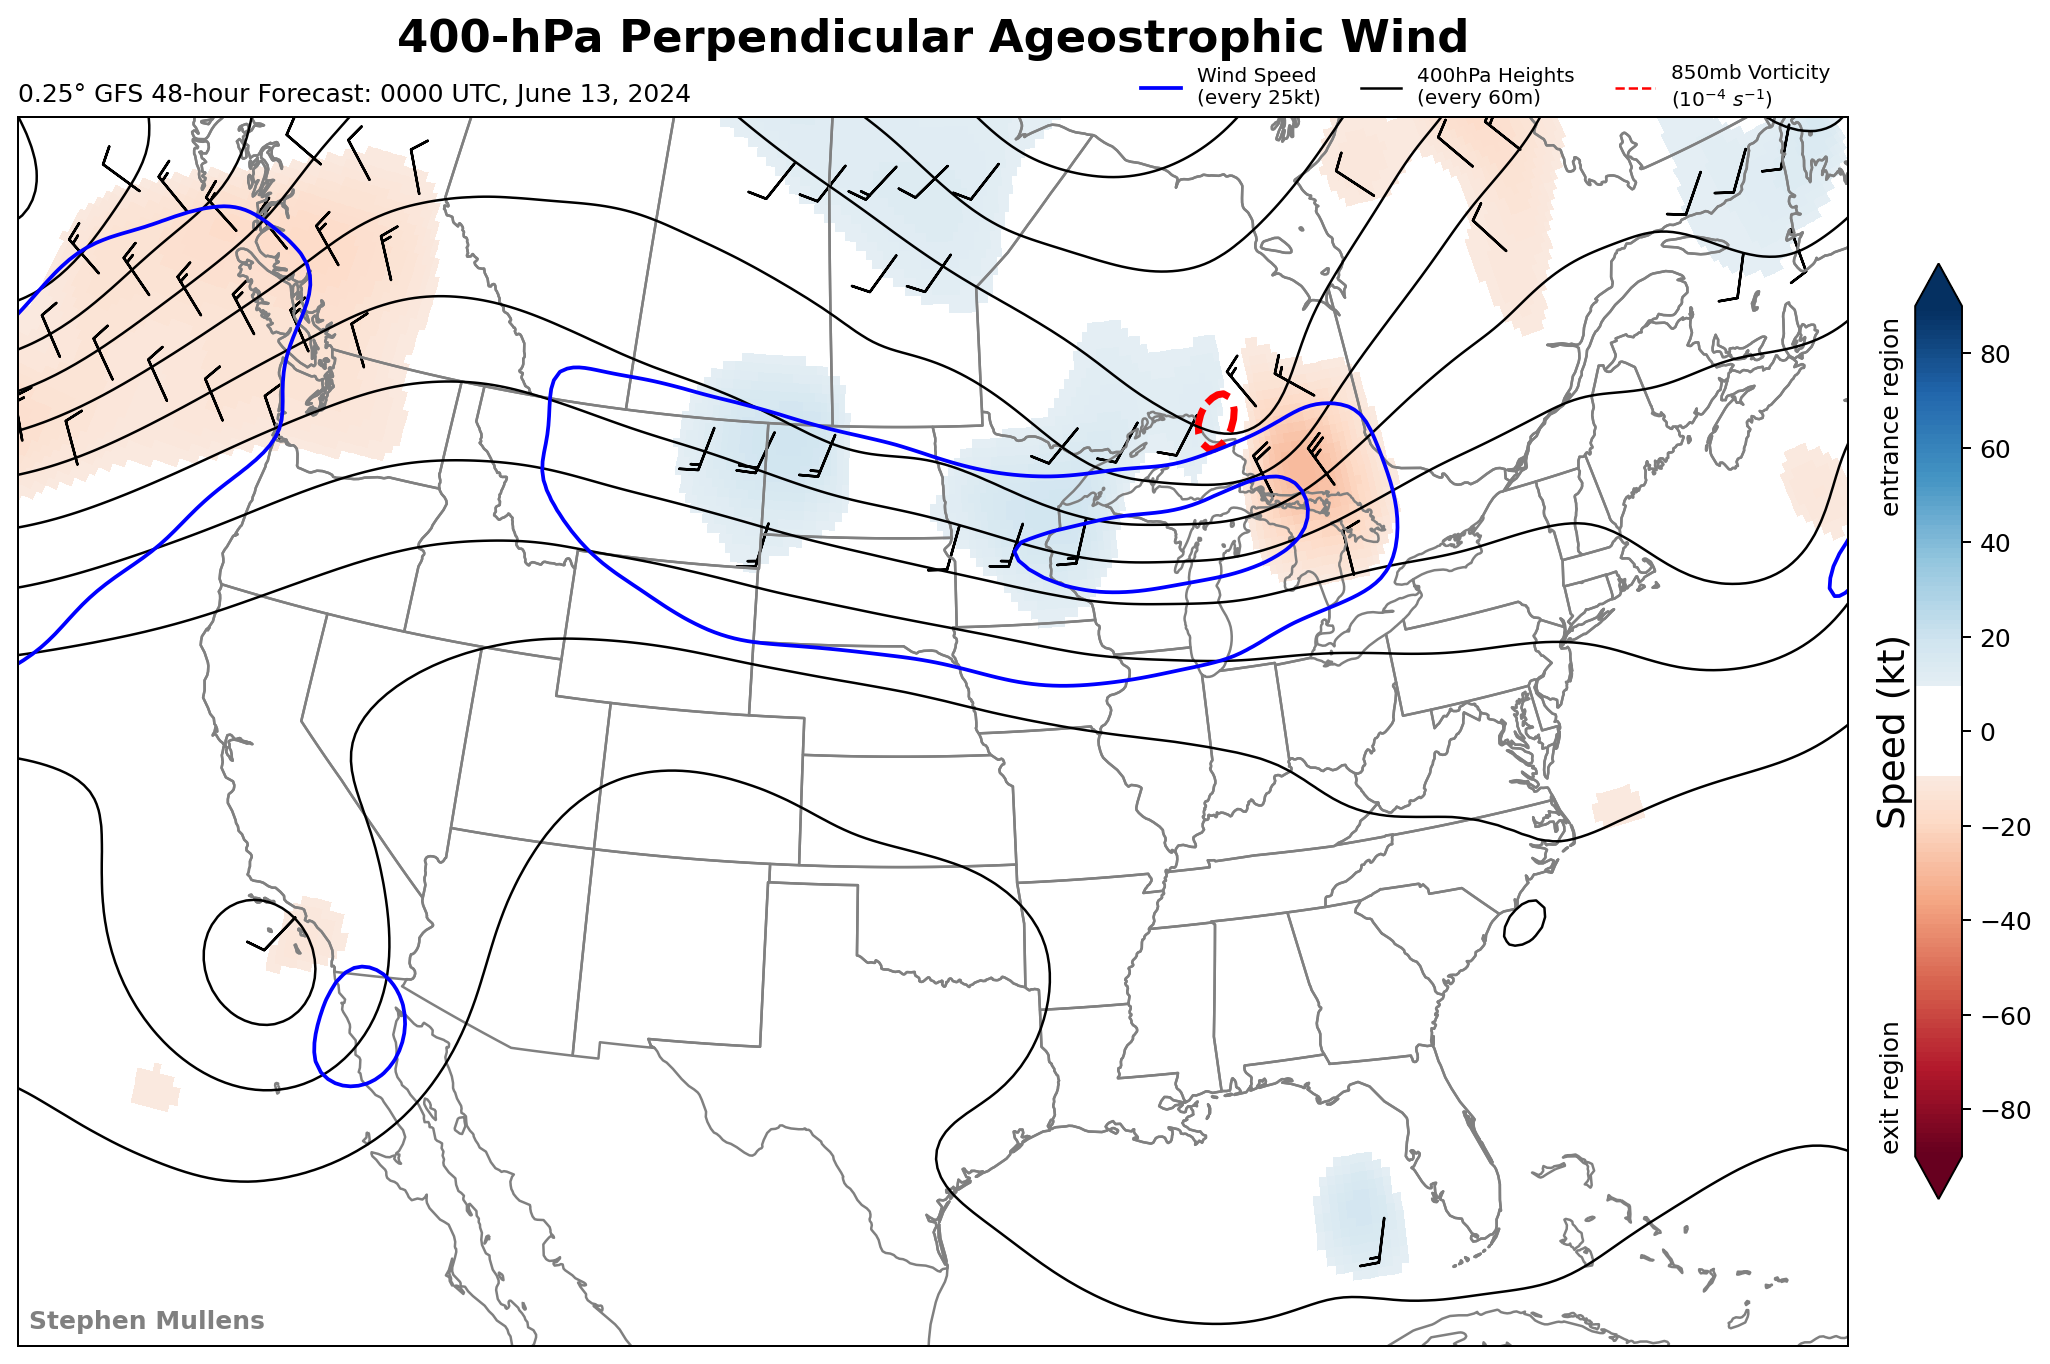 400-hPa Perpendicular Ageostrophic Wind
0.25° GFS 48-hour Forecast: 0000 UTC, June 13, 2024
Wind Speed
(every 25kt)
400hPa Heights
(every 60m)
850mb Vorticity
(10⁻⁴ s⁻¹)
entrance region
Speed (kt)
exit region
80
60
40
20
0
−20
−40
−60
−80
Stephen Mullens